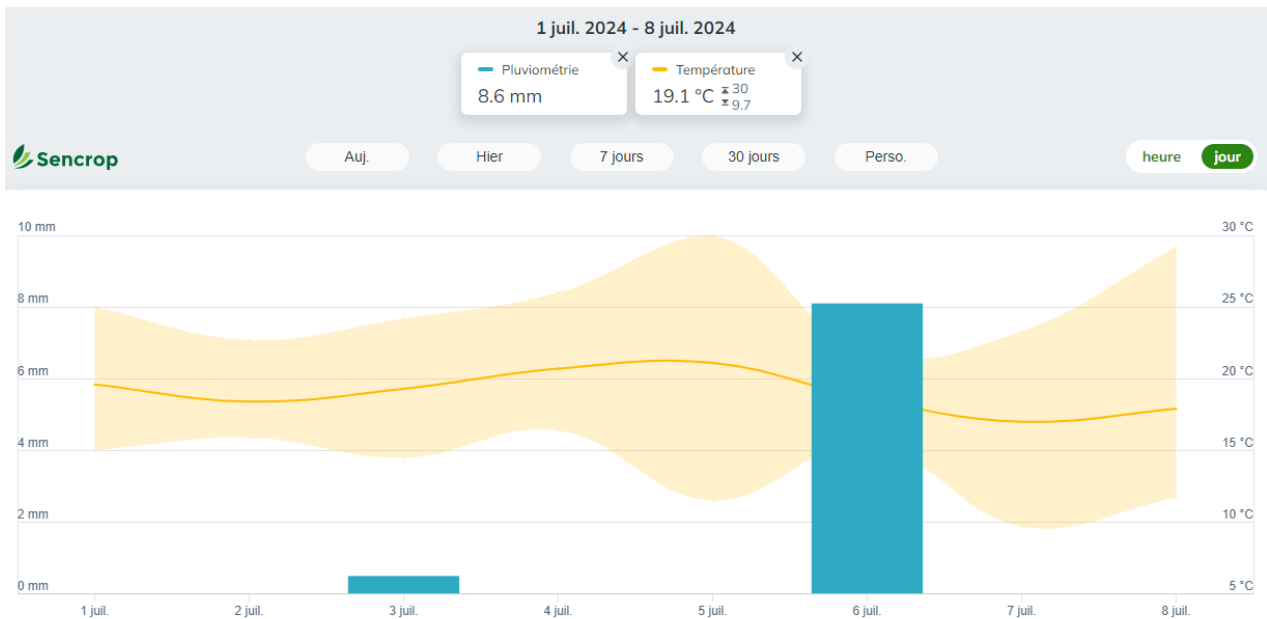 1 juil. 2024 - 8 juil. 2024
Pluviométrie
8.6 mm
Température
19.1 °C 30
9.7
Sencrop
Auj. Hier 7 jours 30 jours Perso. heure jour
10 mm 30 °C
8 mm 25 °C
6 mm 20 °C
4 mm 15 °C
2 mm 10 °C
0 mm 5 °C
1 juil. 2 juil. 3 juil. 4 juil. 5 juil. 6 juil. 7 juil. 8 juil.